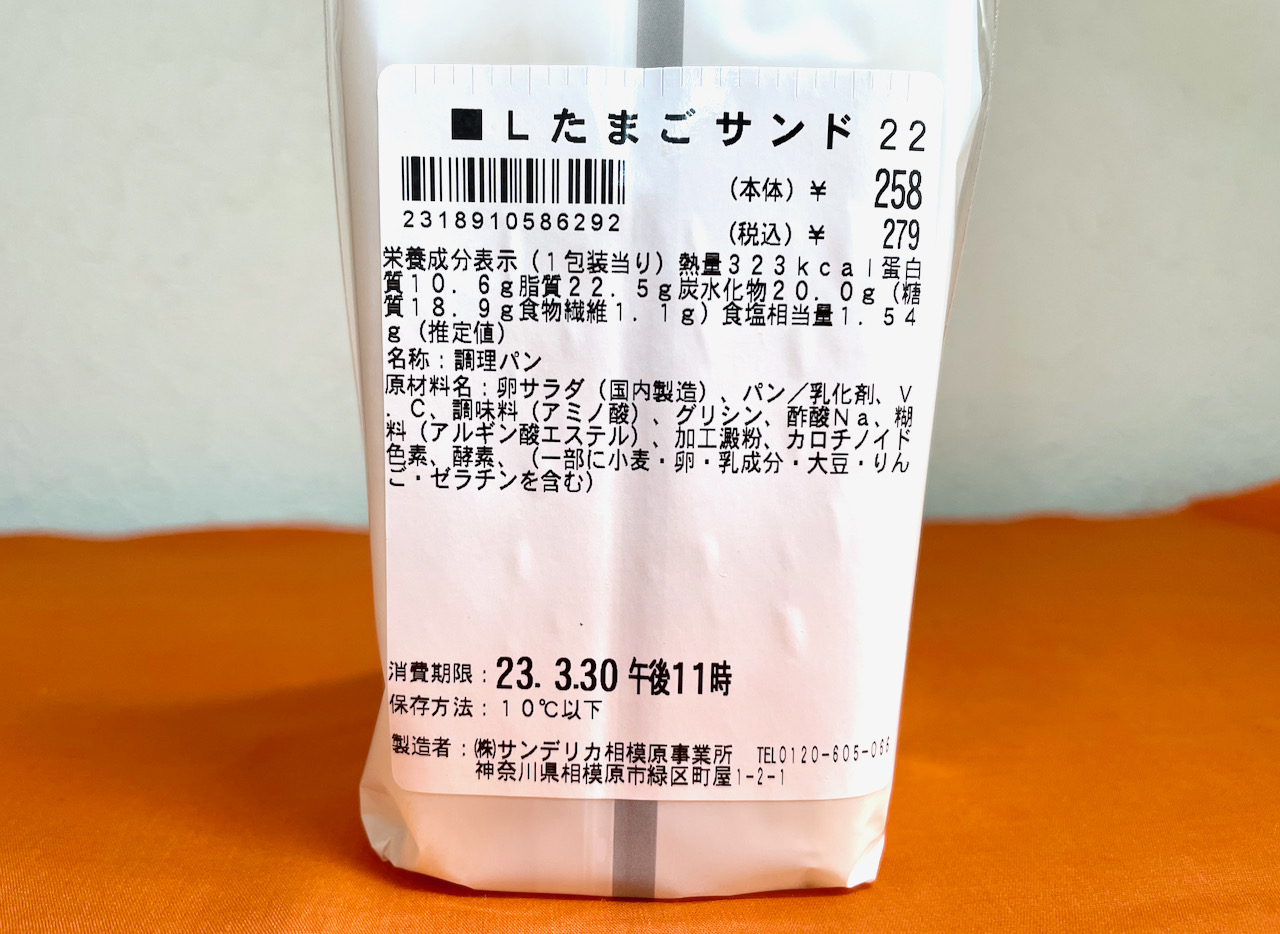 ■Lたまごサンド 22
2318910586292
(本体)¥ 258
(税込)¥ 279
栄養成分表示(1包装当り)熱量323kcal蛋白
質10.6g脂質22.5g炭水化物20.0g(糖
質18.9g食物繊維1.1g)食塩相当量1.54
g(推定値)
名称:調理パン
原材料名:卵サラダ(国内製造)、パン/乳化剤、V
.C、調味料(アミノ酸)、グリシン、酢酸Na、糊
料(アルギン酸エステル)、加工澱粉、カロチノイド
色素、酵素、(一部に小麦・卵・乳成分・大豆・りん
ご・ゼラチンを含む)
消費期限:23. 3.30 午後11時
保存方法:10℃以下
製造者:㈱サンデリカ相模原事業所 TEL0120-605-066
神奈川県相模原市緑区町屋1-2-1